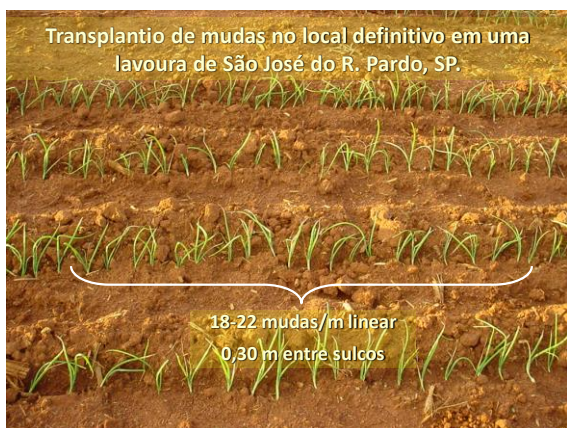 Transplantio de mudas no local definitivo em uma
lavoura de São José do R. Pardo, SP.
18-22 mudas/m linear
0,30 m entre sulcos